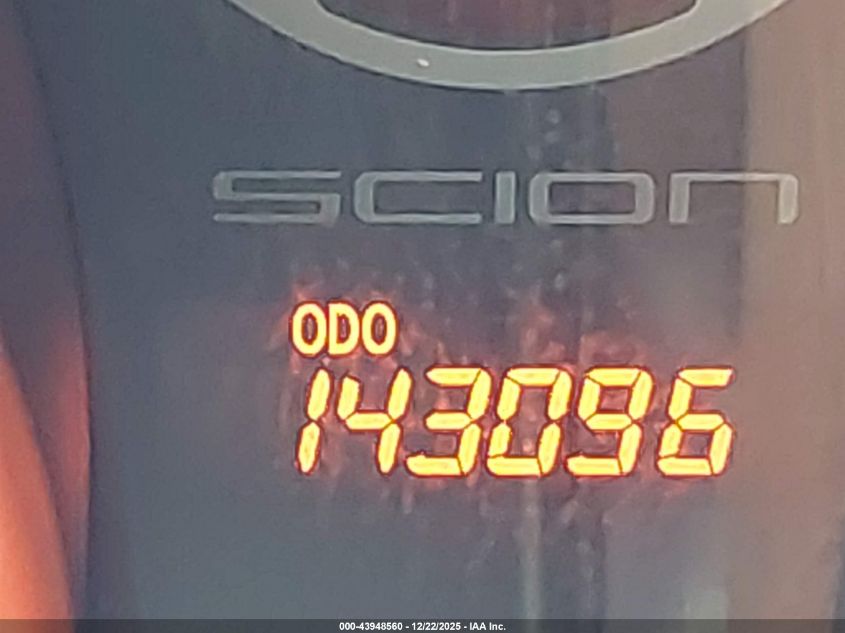 SCION
ODO
143096
000-43948560 - 12/22/2025 - IAA Inc.